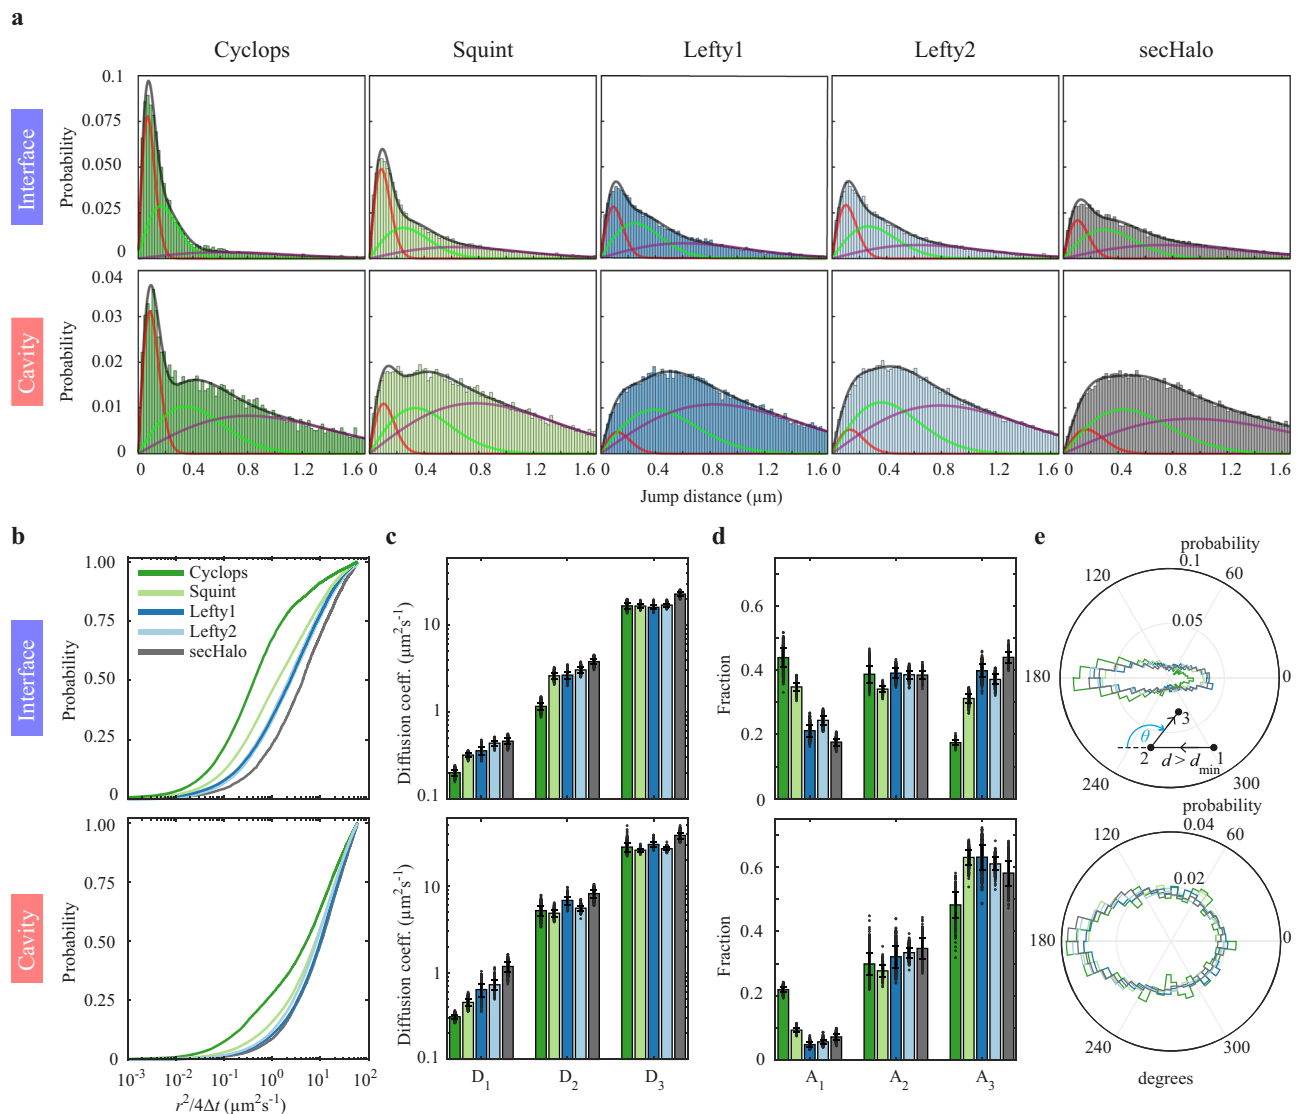 a
Cyclops
Squint
Lefty1
Lefty2
secHalo
Interface
Probability
0.1
0.075
0.050
0.025
0
Cavity
Probability
0.04
0.03
0.02
0.01
0
0 0.4 0.8 1.2 1.6
0 0.4 0.8 1.2 1.6
0 0.4 0.8 1.2 1.6
0 0.4 0.8 1.2 1.6
0 0.4 0.8 1.2 1.6
Jump distance (µm)
b
Interface
Probability
1.00
0.75
0.50
0.25
0
Cyclops
Squint
Lefty1
Lefty2
secHalo
Cavity
Probability
1.00
0.75
0.50
0.25
0
10⁻³ 10⁻² 10⁻¹ 10⁰ 10¹ 10²
r²/4Δt (µm²s⁻¹)
c
Diffusion coeff. (µm²s⁻¹)
10
1
0.1
Diffusion coeff. (µm²s⁻¹)
10
1
0.1
D₁ D₂ D₃
d
Fraction
0.6
0.4
0.2
0
Fraction
0.6
0.4
0.2
0
A₁ A₂ A₃
e
probability
0.1
0.05
120
60
180
0
240
300
θ
1
2
3
d > d min
probability
0.04
0.02
120
60
180
0
240
300
degrees